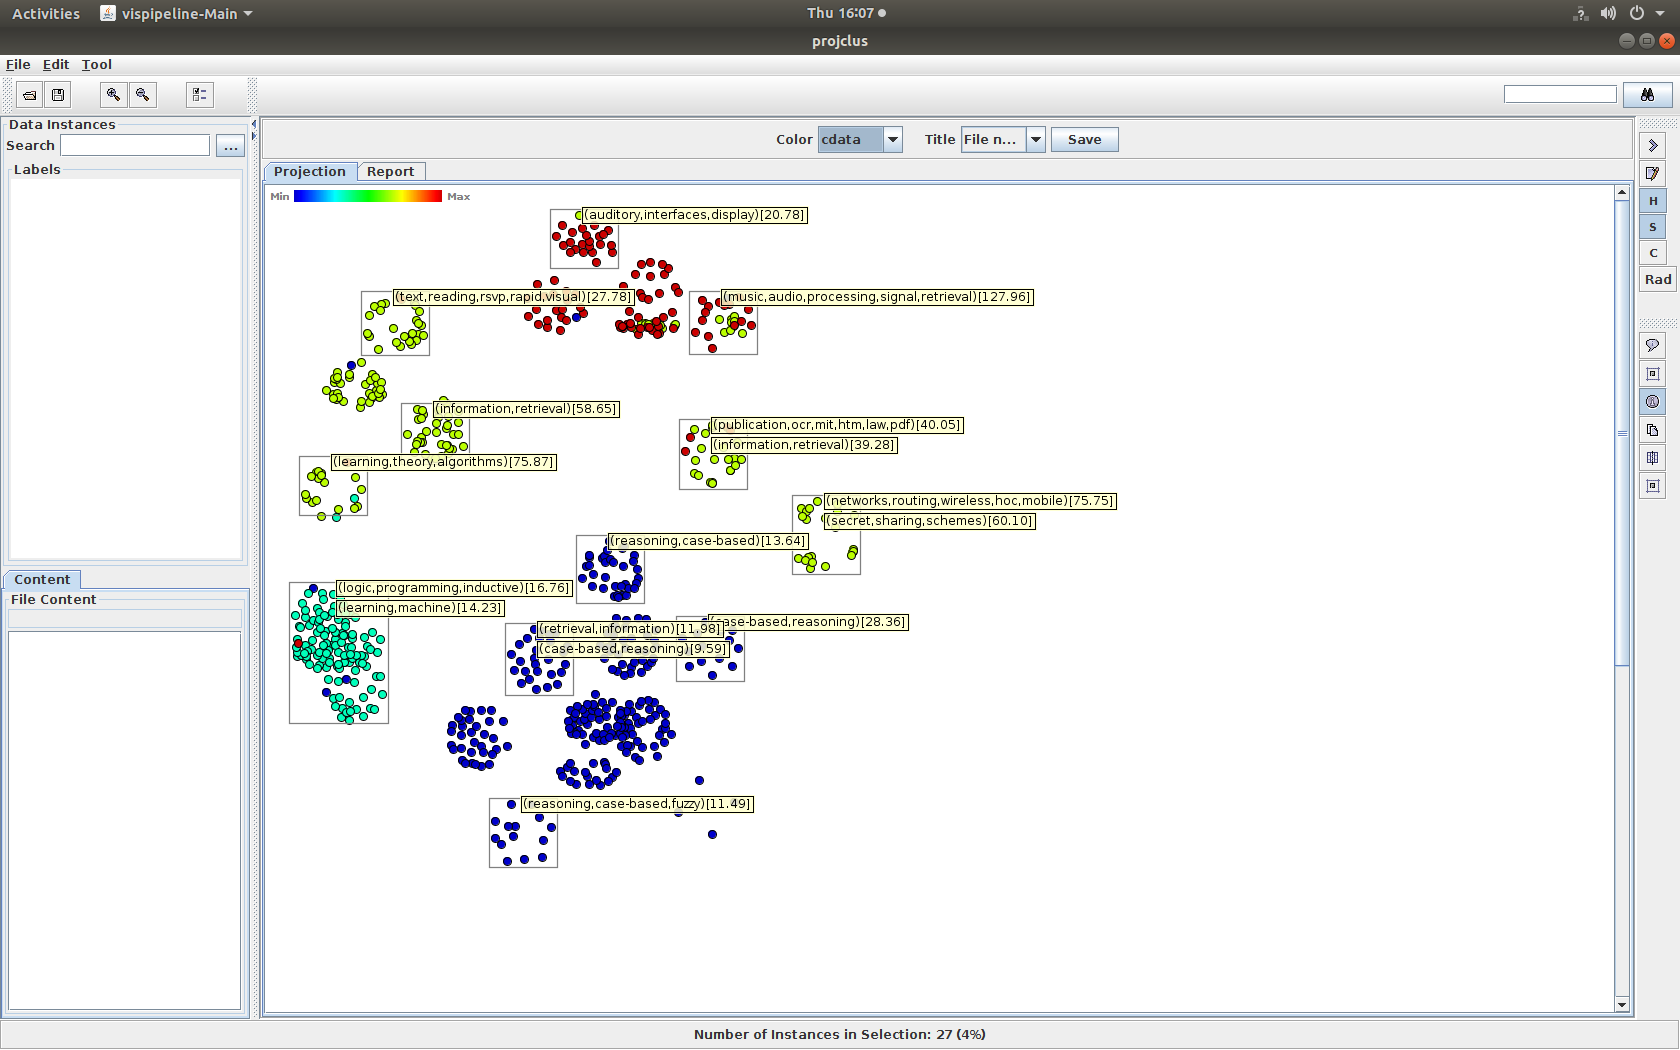 Activities vispipeline-Main Thu 16:07
projclus
File Edit Tool
Data Instances
Search ...
Labels
Color cdata Title File n... Save
Projection Report
Min Max
(auditory,interfaces,display)[20.78]
(text,reading,rsvp,rapid,visual)[27.78]
(music,audio,processing,signal,retrieval)[127.96]
(information,retrieval)[58.65]
(publication,ocr,mit,htm,law,pdf)[40.05]
(information,retrieval)[39.28]
(learning,theory,algorithms)[75.87]
(networks,routing,wireless,hoc,mobile)[75.75]
(secret,sharing,schemes)[60.10]
(reasoning,case-based)[13.64]
(logic,programming,inductive)[16.76]
(learning,machine)[14.23]
(retrieval,information)[11.98]
(case-based,reasoning)[9.59]
case-based,reasoning)[28.36]
(reasoning,case-based,fuzzy)[11.49]
Content
File Content
H
S
C
Rad
Number of Instances in Selection: 27 (4%)